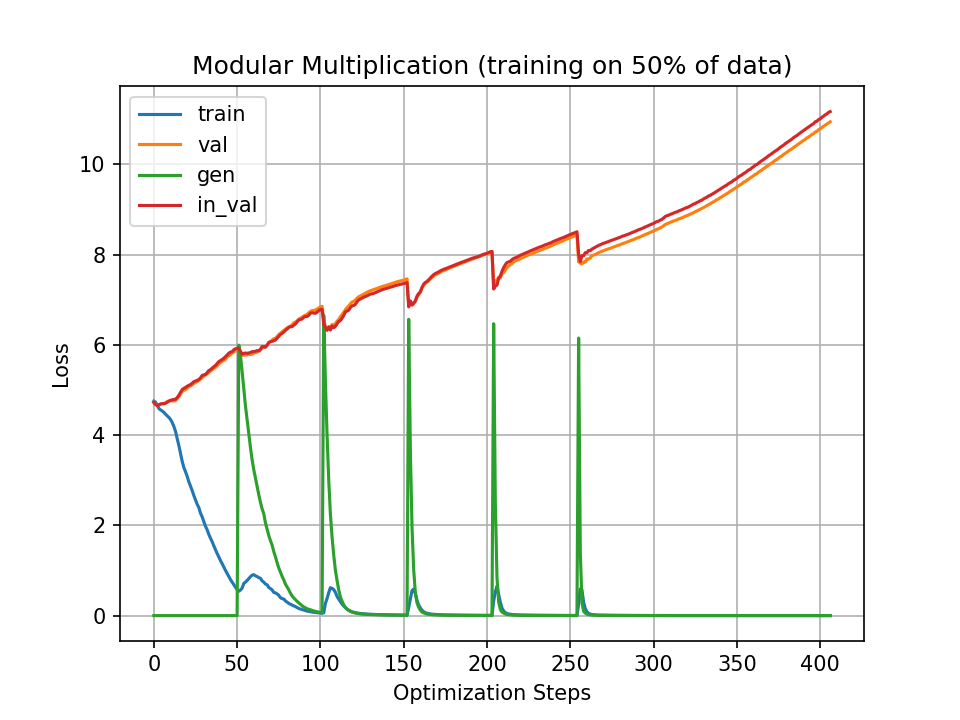 Modular Multiplication (training on 50% of data)
train
val
gen
in_val
10
8
6
4
2
0
Loss
0 50 100 150 200 250 300 350 400
Optimization Steps